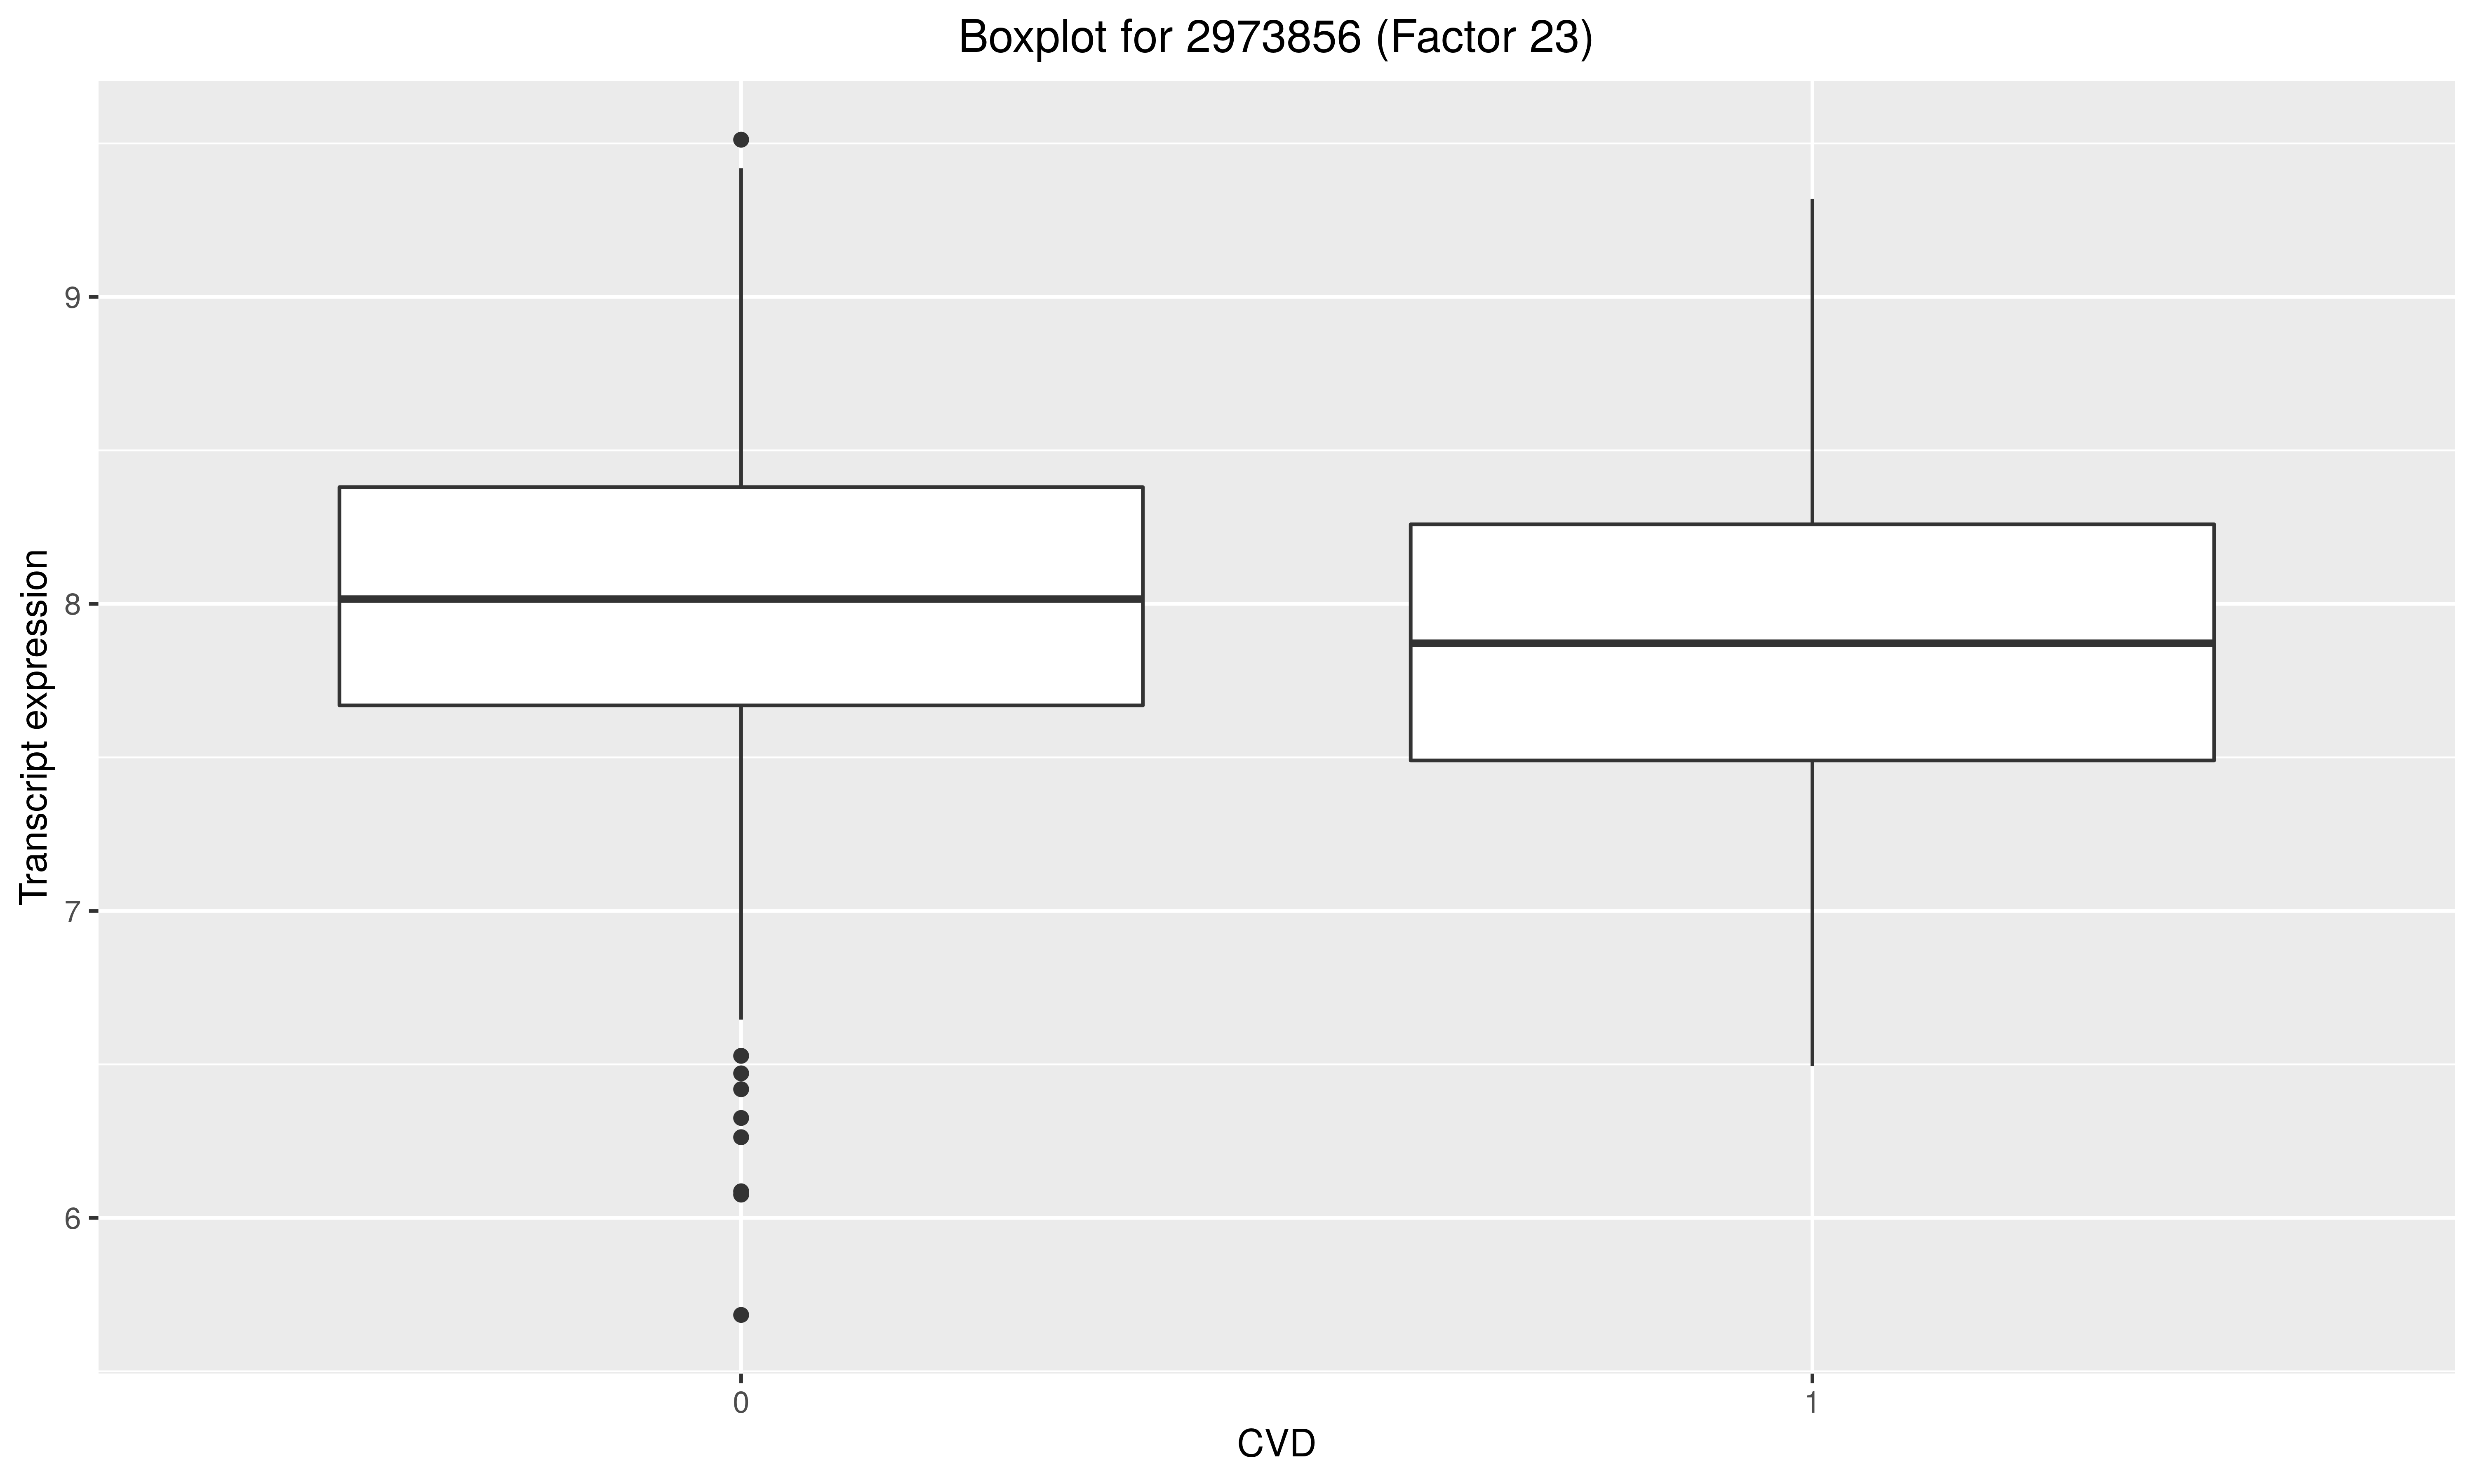 Boxplot for 2973856 (Factor 23)
Transcript expression
9
8
7
6
0
1
CVD